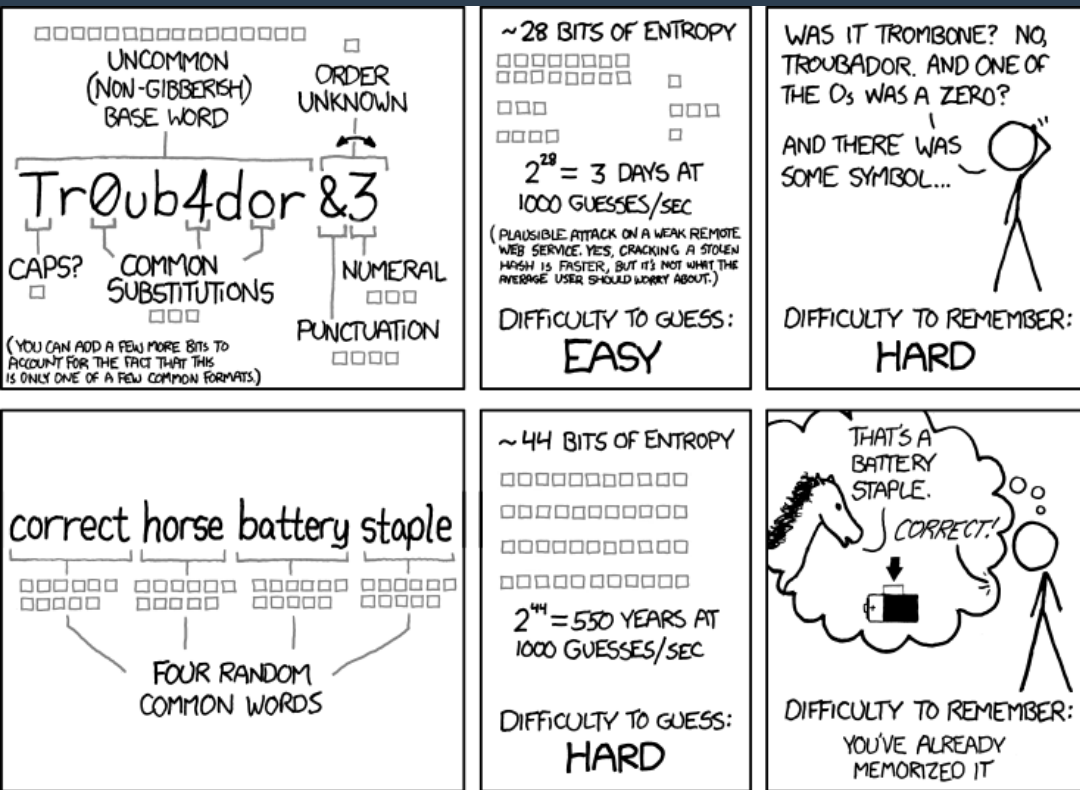 UNCOMMON
(NON-GIBBERISH)
BASE WORD
ORDER
UNKNOWN
Tr0ub4dor &3
CAPS?
COMMON
SUBSTITUTIONS
NUMERAL
PUNCTUATION
(YOU CAN ADD A FEW MORE BITS TO
ACCOUNT FOR THE FACT THAT THIS
IS ONLY ONE OF A FEW COMMON FORMATS.)
~28 BITS OF ENTROPY
2^28 = 3 DAYS AT
1000 GUESSES/SEC
(PLAUSIBLE ATTACK ON A WEAK REMOTE
WEB SERVICE. YES, CRACKING A STOLEN
HASH IS FASTER, BUT IT'S NOT WHAT THE
AVERAGE USER SHOULD WORRY ABOUT.)
DIFFICULTY TO GUESS:
EASY
WAS IT TROMBONE? NO,
TROUBADOR. AND ONE OF
THE Os WAS A ZERO?
AND THERE WAS
SOME SYMBOL...
DIFFICULTY TO REMEMBER:
HARD
correct horse battery staple
FOUR RANDOM
COMMON WORDS
~44 BITS OF ENTROPY
2^44 = 550 YEARS AT
1000 GUESSES/SEC
DIFFICULTY TO GUESS:
HARD
THAT'S A
BATTERY
STAPLE.
CORRECT!
DIFFICULTY TO REMEMBER:
YOU'VE ALREADY
MEMORIZED IT